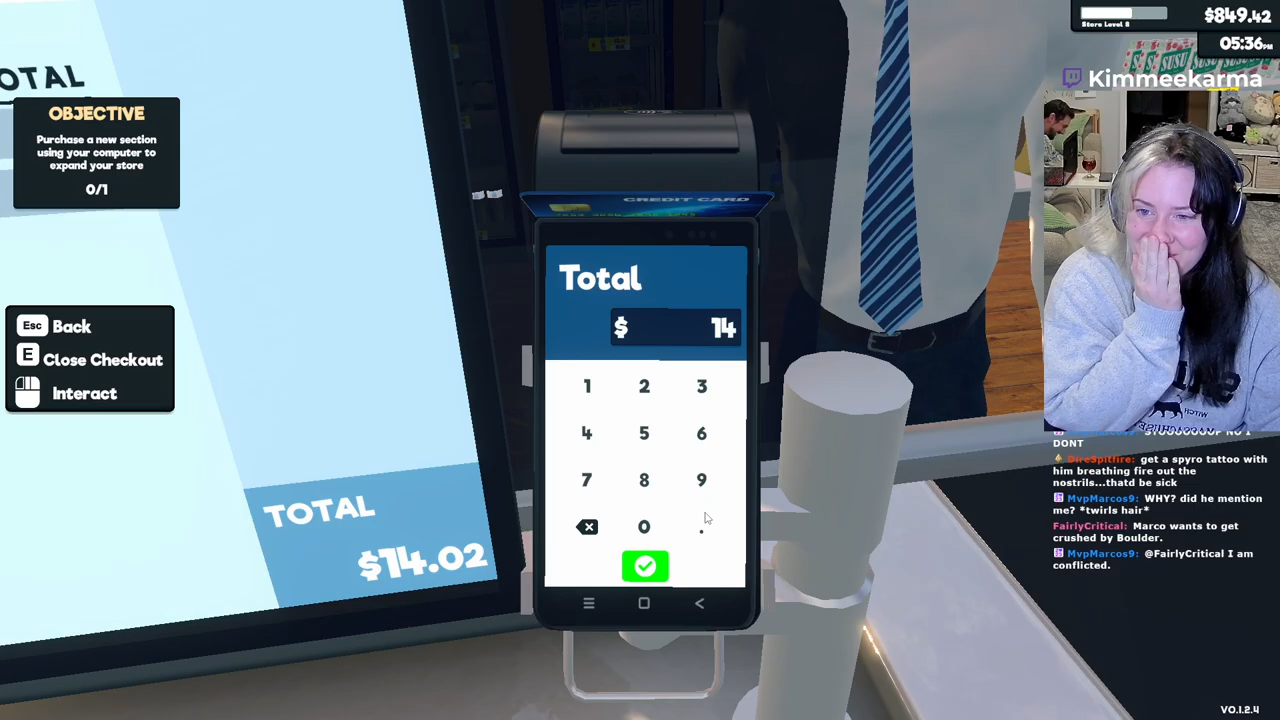 OTAL
OBJECTIVE
Purchase a new section
using your computer to
expand your store
0/1
Esc Back
E Close Checkout
Interact
TOTAL
$14.02
CREDIT CARD
Total
$ 14
1 2 3
4 5 6
7 8 9
0 .
Store Level 8
$849.42
05:36PM
SUSU
Kimmeekarma
DONT
DireSpitfire: get a spyro tattoo with
him breathing fire out the
nostrils...thatd be sick
MvpMarcos9: WHY? did he mention
me? *twirls hair*
FairlyCritical: Marco wants to get
crushed by Boulder.
MvpMarcos9: @FairlyCritical I am
conflicted.
V0.1.2.4